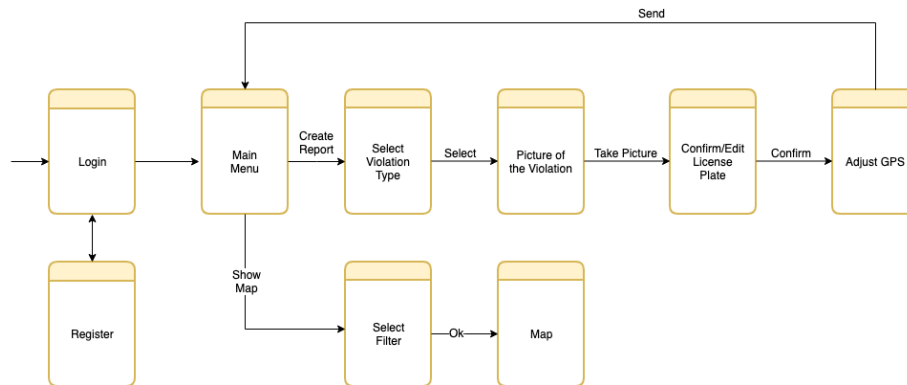 Send
Login
Main
Menu
Create
Report
Select
Violation
Type
Select
Picture of
the Violation
Take Picture
Confirm/Edit
License
Plate
Confirm
Adjust GPS
Show
Map
Register
Select
Filter
Ok
Map